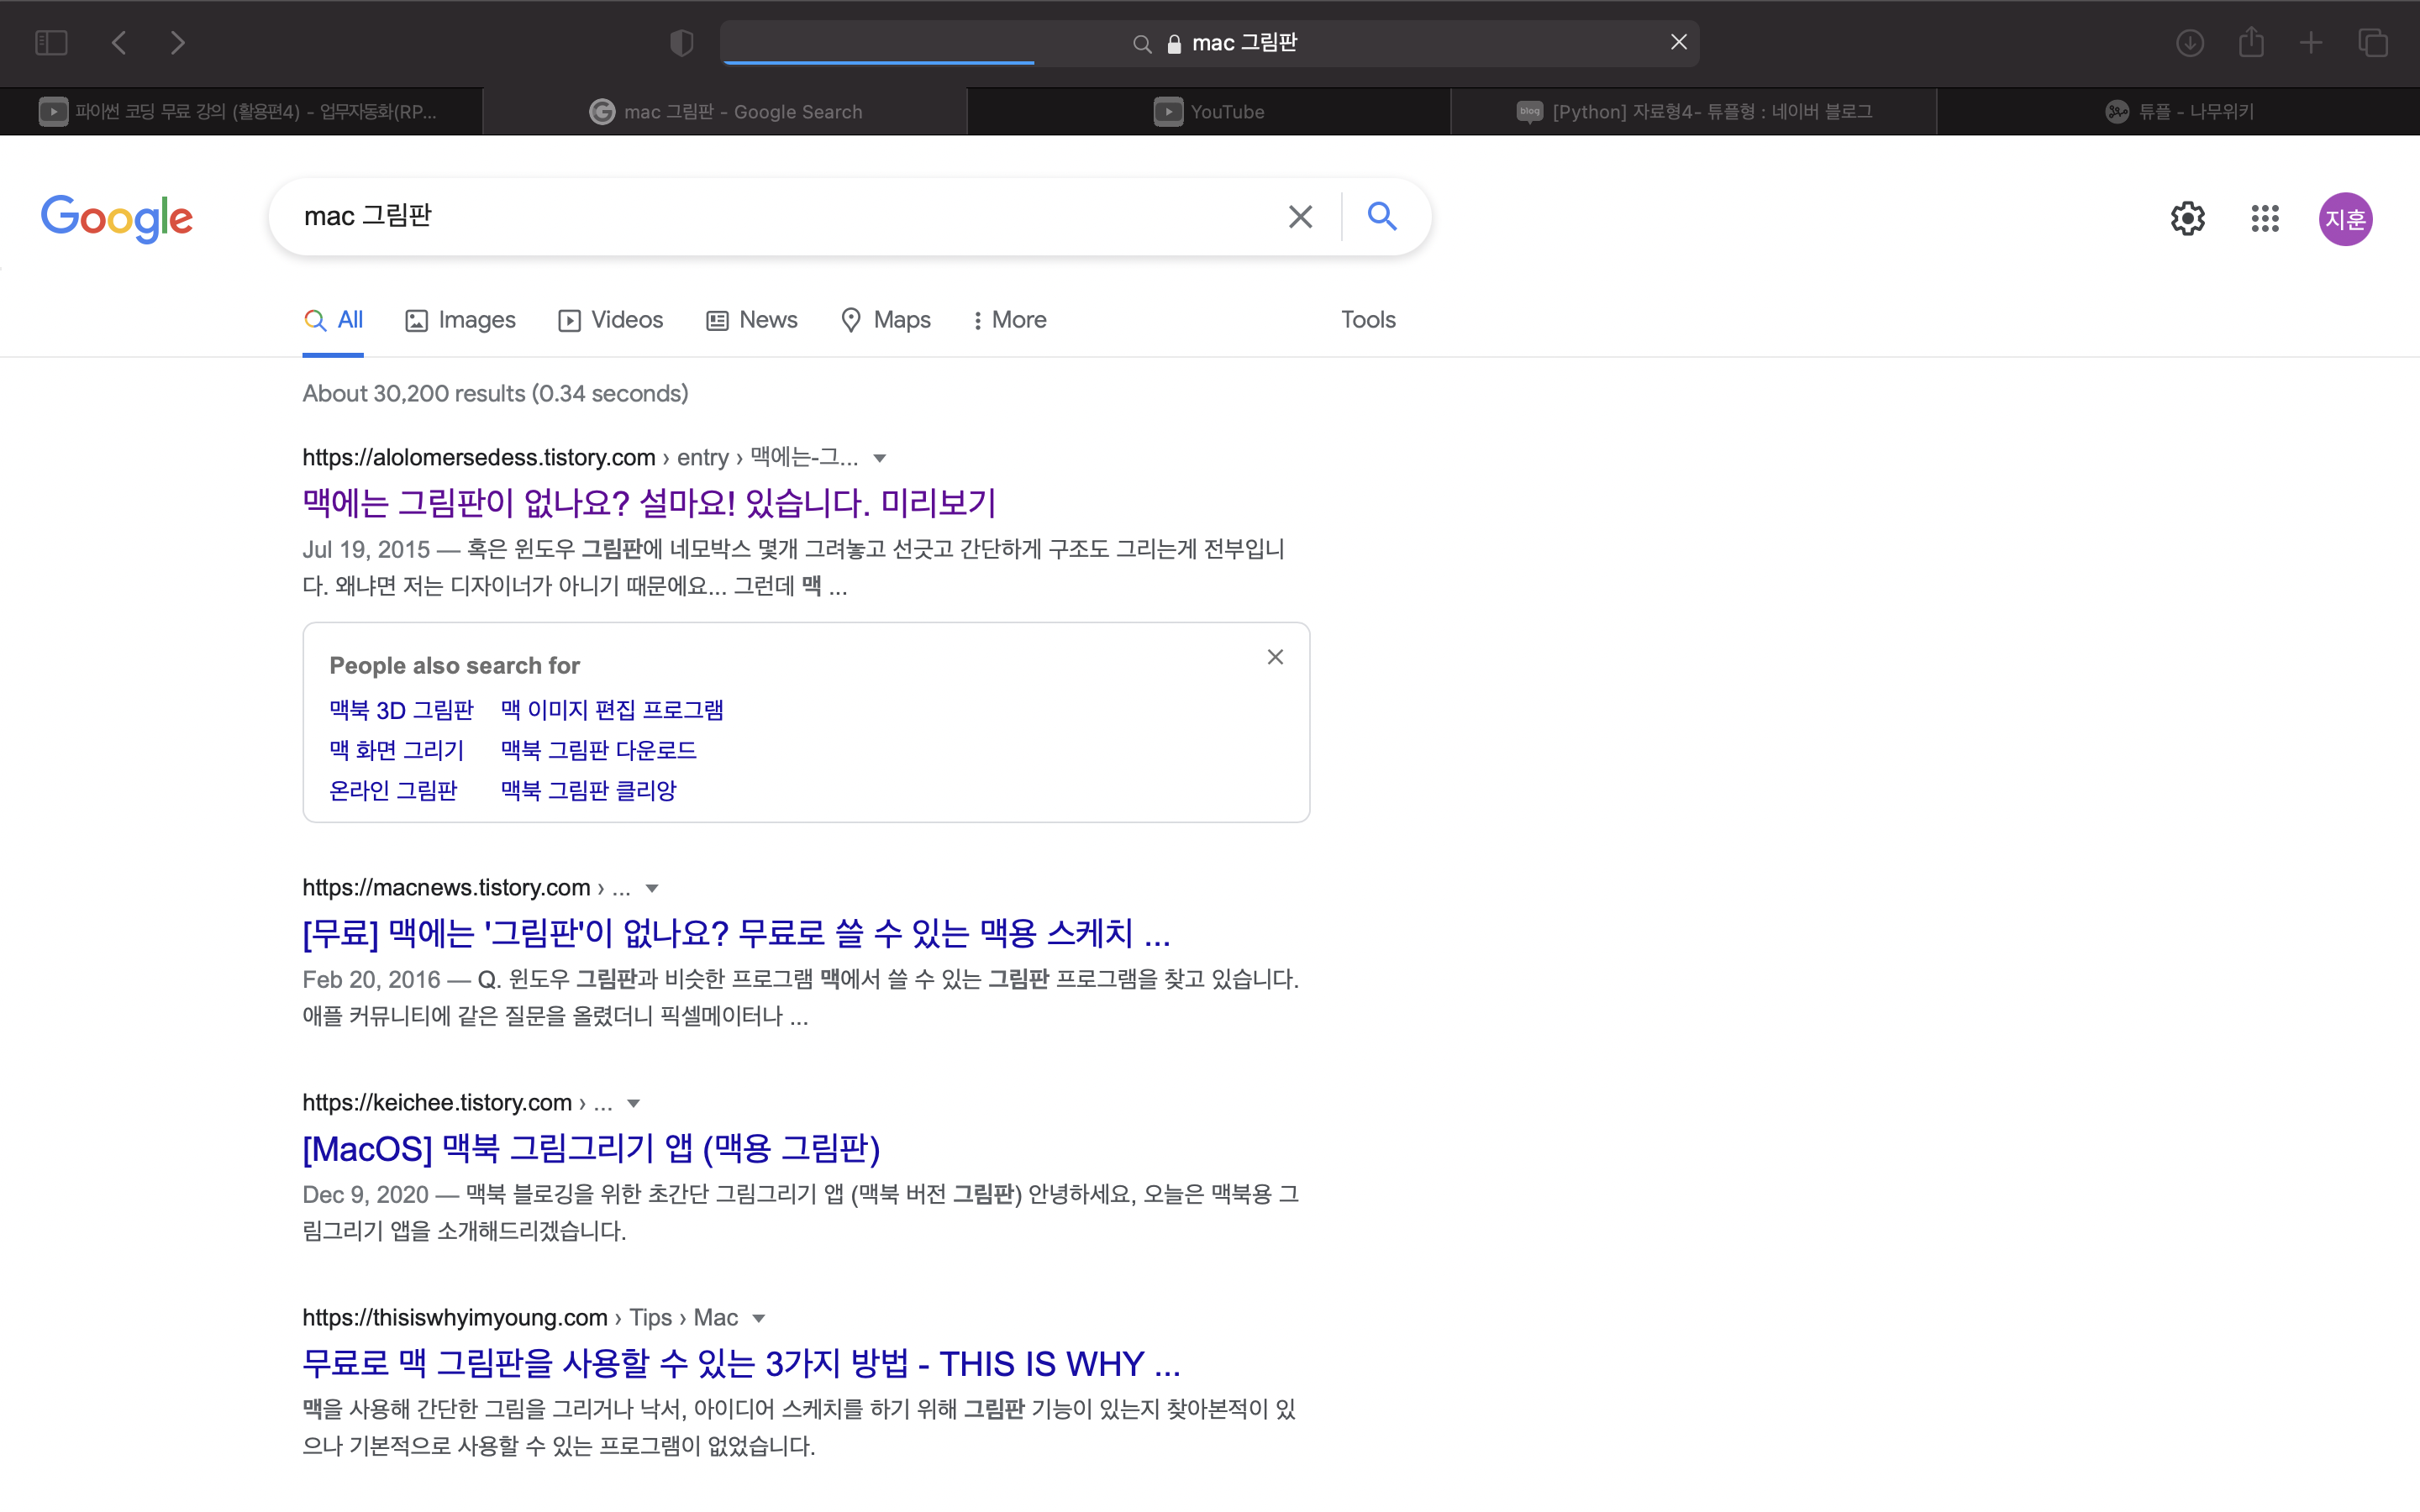 mac 그림판
파이썬 코딩 무료 강의 (활용편4) - 업무자동화(RP...
mac 그림판 - Google Search
YouTube
blog [Python] 자료형4- 튜플형 : 네이버 블로그
튜플 - 나무위키
Google
mac 그림판
지훈
All
Images
Videos
News
Maps
More
Tools
About 30,200 results (0.34 seconds)
https://alolomersedess.tistory.com › entry › 맥에는-그...
맥에는 그림판이 없나요? 설마요! 있습니다. 미리보기
Jul 19, 2015 — 혹은 윈도우 그림판에 네모박스 몇개 그려놓고 선긋고 간단하게 구조도 그리는게 전부입니
다. 왜냐면 저는 디자이너가 아니기 때문에요... 그런데 맥 ...
People also search for
맥북 3D 그림판 맥 이미지 편집 프로그램
맥 화면 그리기 맥북 그림판 다운로드
온라인 그림판 맥북 그림판 클리앙
https://macnews.tistory.com › ...
[무료] 맥에는 '그림판'이 없나요? 무료로 쓸 수 있는 맥용 스케치 ...
Feb 20, 2016 — Q. 윈도우 그림판과 비슷한 프로그램 맥에서 쓸 수 있는 그림판 프로그램을 찾고 있습니다.
애플 커뮤니티에 같은 질문을 올렸더니 픽셀메이터나 ...
https://keichee.tistory.com › ...
[MacOS] 맥북 그림그리기 앱 (맥용 그림판)
Dec 9, 2020 — 맥북 블로깅을 위한 초간단 그림그리기 앱 (맥북 버전 그림판) 안녕하세요, 오늘은 맥북용 그
림그리기 앱을 소개해드리겠습니다.
https://thisiswhyimyoung.com › Tips › Mac
무료로 맥 그림판을 사용할 수 있는 3가지 방법 - THIS IS WHY ...
맥을 사용해 간단한 그림을 그리거나 낙서, 아이디어 스케치를 하기 위해 그림판 기능이 있는지 찾아본적이 있
으나 기본적으로 사용할 수 있는 프로그램이 없었습니다.